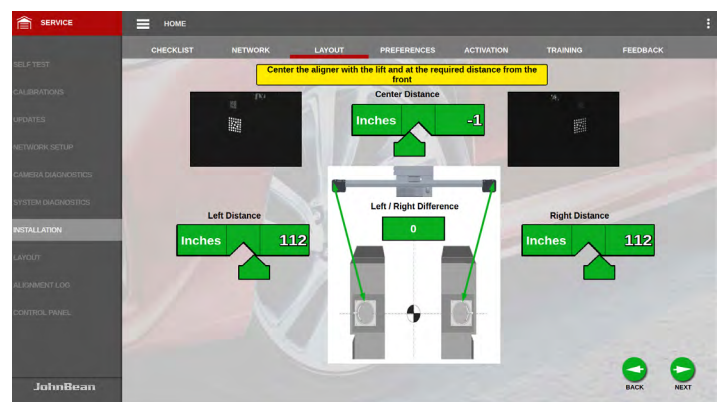 SERVICE
HOME
CHECKLIST
NETWORK
LAYOUT
PREFERENCES
ACTIVATION
TRAINING
FEEDBACK
SELF TEST
CALIBRATIONS
UPDATES
NETWORK SETUP
CAMERA DIAGNOSTICS
SYSTEM DIAGNOSTICS
INSTALLATION
LAYOUT
ALIGNMENT LOG
CONTROL PANEL
JohnBean
Center the aligner with the lift and at the required distance from the
front
Center Distance
Inches -1
Left / Right Difference
0
Left Distance
Inches 112
Right Distance
Inches 112
BACK
NEXT